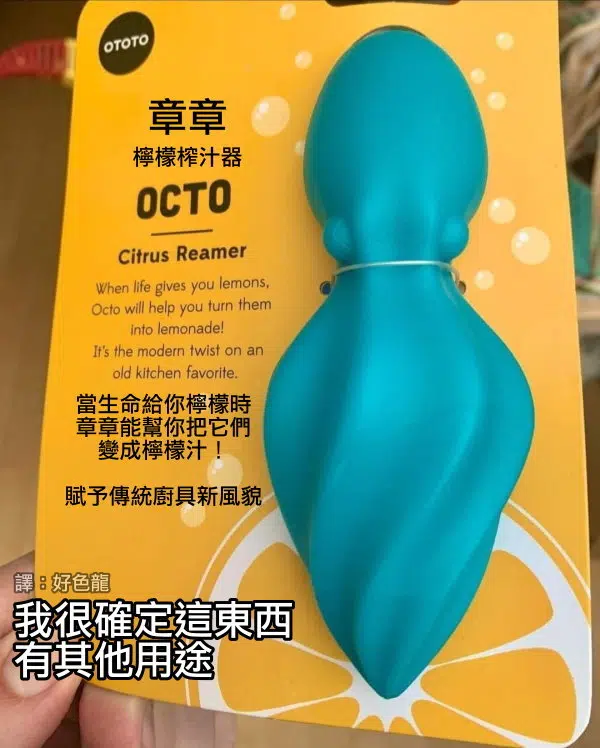 OTOTO
章章
檸檬榨汁器
OCTO
Citrus Reamer
When life gives you lemons,
Octo will help you turn them
into lemonade!
It's the modern twist on an
old kitchen favorite.
當生命給你檸檬時
章章能幫你把它們
變成檸檬汁！
賦予傳統廚具新風貌
譯：好色龍
我很確定這東西
有其他用途